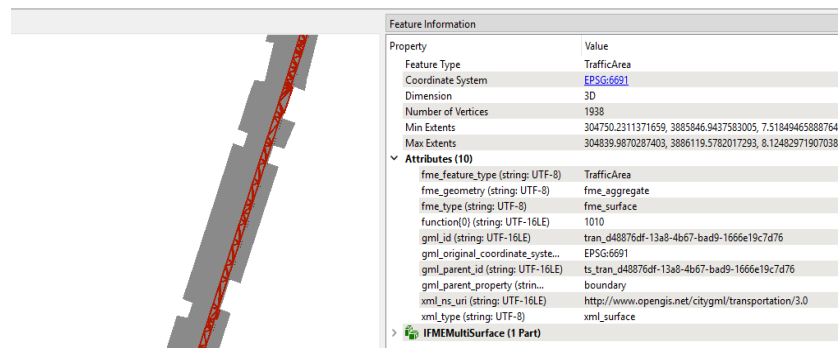 Feature Information
Property Value
Feature Type TrafficArea
Coordinate System EPSG:6691
Dimension 3D
Number of Vertices 1938
Min Extents 304750.2311371659, 3885846.9437583005, 7.51849465888764
Max Extents 304839.9870287403, 3886119.5782017293, 8.12482971907038
Attributes (10)
fme_feature_type (string: UTF-8) TrafficArea
fme_geometry (string: UTF-8) fme_aggregate
fme_type (string: UTF-8) fme_surface
function{0} (string: UTF-16LE) 1010
gml_id (string: UTF-16LE) tran_d48876df-13a8-4b67-bad9-1666e19c7d76
gml_original_coordinate_syste... EPSG:6691
gml_parent_id (string: UTF-16LE) ts_tran_d48876df-13a8-4b67-bad9-1666e19c7d76
gml_parent_property (strin... boundary
xml_ns_uri (string: UTF-16LE) http://www.opengis.net/citygml/transportation/3.0
xml_type (string: UTF-8) xml_surface
IFMEMultiSurface (1 Part)